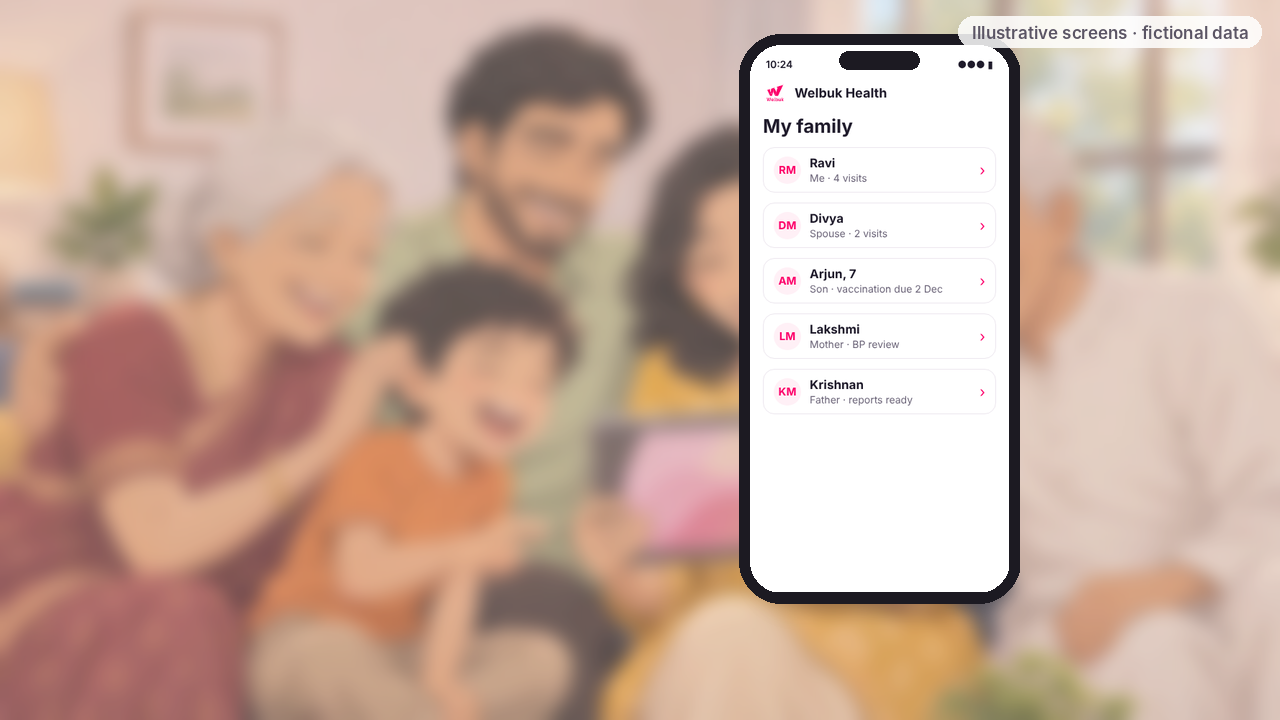 Illustrative screens · fictional data
10:24
Welbuk
Welbuk Health
My family
RM
Ravi
Me · 4 visits
DM
Divya
Spouse · 2 visits
AM
Arjun, 7
Son · vaccination due 2 Dec
LM
Lakshmi
Mother · BP review
KM
Krishnan
Father · reports ready